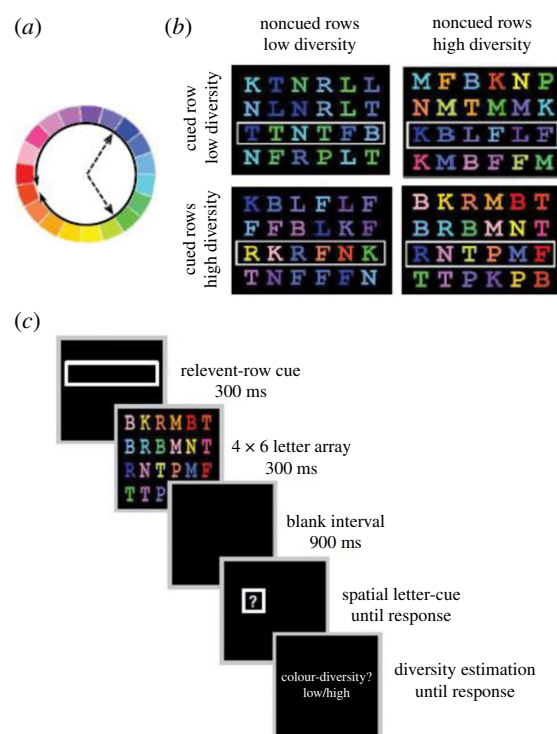 (a)
(b)
noncued rows
low diversity
noncued rows
high diversity
cued row
low diversity
K T N R L L
N L N R L T
T T N T F B
N F R P L T
M F B K N P
N M T M M K
K B L F L F
K M B F F M
cued rows
high diversity
K B L F L F
F F B L K F
R K R F N K
T N F F F N
B K R M B T
B R B M N T
R N T P M F
T T P K P B
(c)
relevent-row cue
300 ms
B K R M B T
B R B M N T
R N T P M F
T T P
4 × 6 letter array
300 ms
blank interval
900 ms
?
spatial letter-cue
until response
colour-diversity?
low/high
diversity estimation
until response